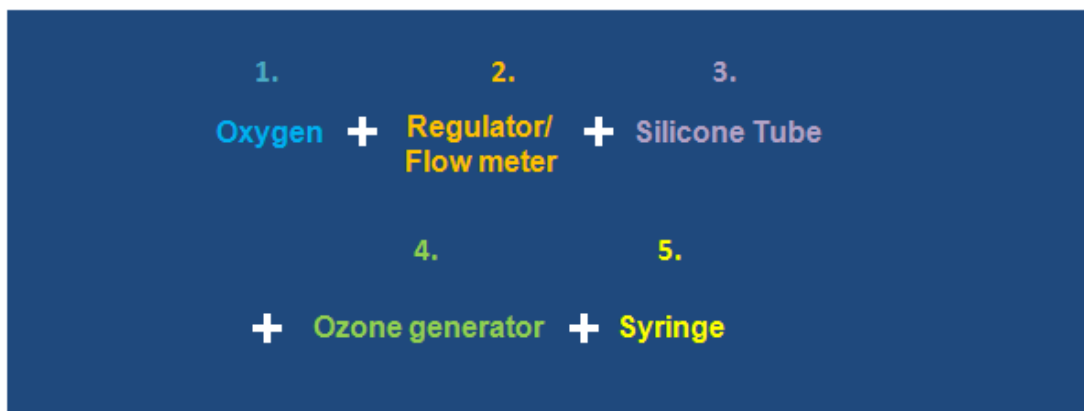 1. 2. 3.
Oxygen + Regulator/ + Silicone Tube
Flow meter
4. 5.
+ Ozone generator + Syringe